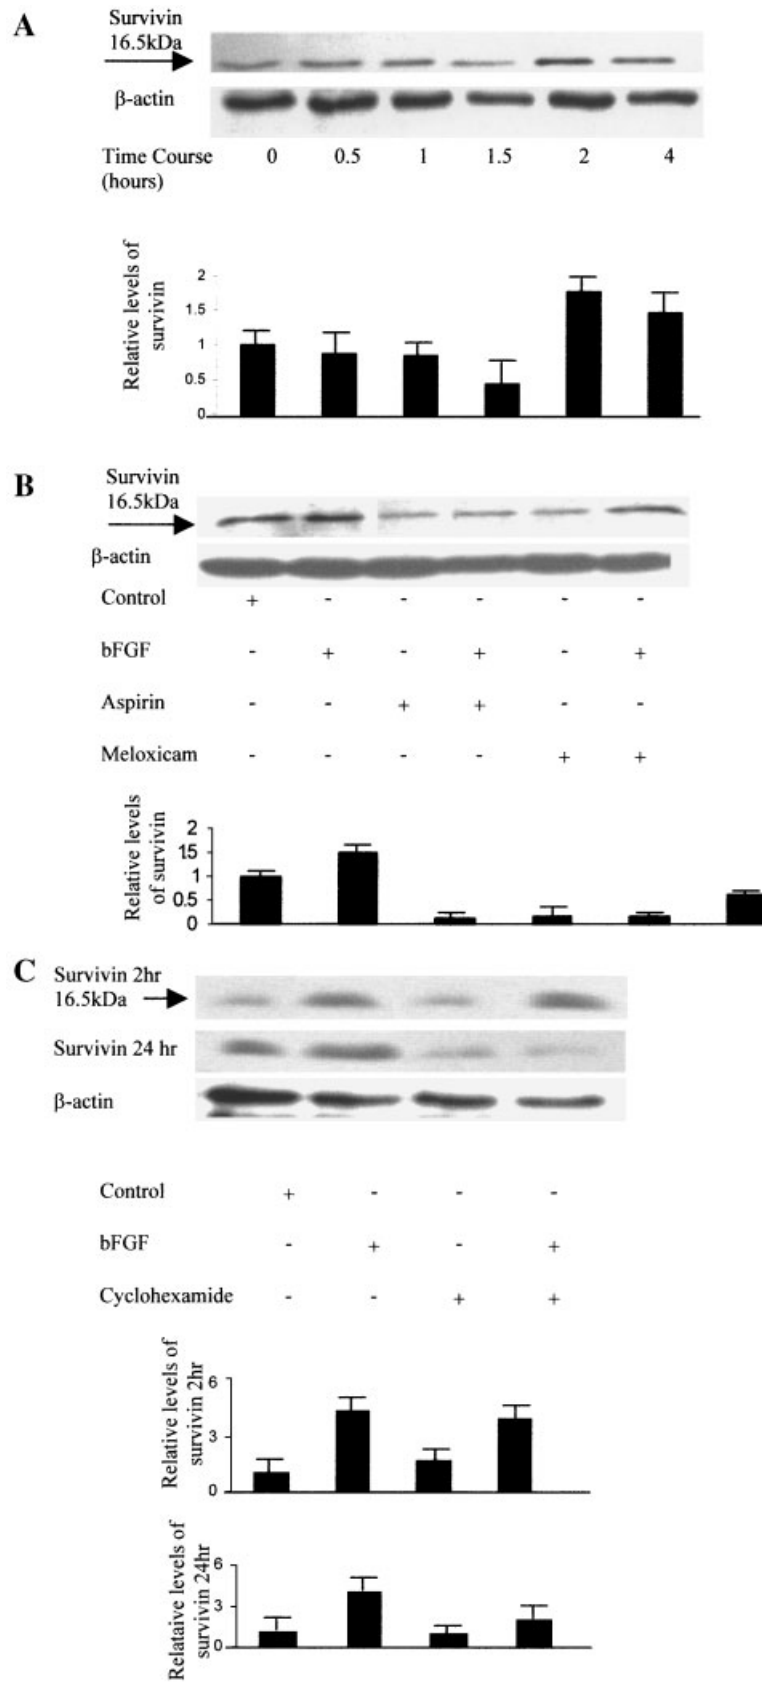 A
Survivin
16.5kDa
β-actin
Time Course 0 0.5 1 1.5 2 4
(hours)
Relative levels of
survivin
2
1.5
1
0.5
0
B
Survivin
16.5kDa
β-actin
Control + - - - - -
bFGF - + - + - +
Aspirin - - + + - -
Meloxicam - - - - + +
Relative levels
of survivin
2
15
1
0.5
0
C
Survivin 2hr
16.5kDa
Survivin 24 hr
β-actin
Control + - - -
bFGF - + - +
Cyclohexamide - - + +
Relative levels of
survivin 2hr
6
3
0
Relataive levels of
survivin 24hr
6
3
0